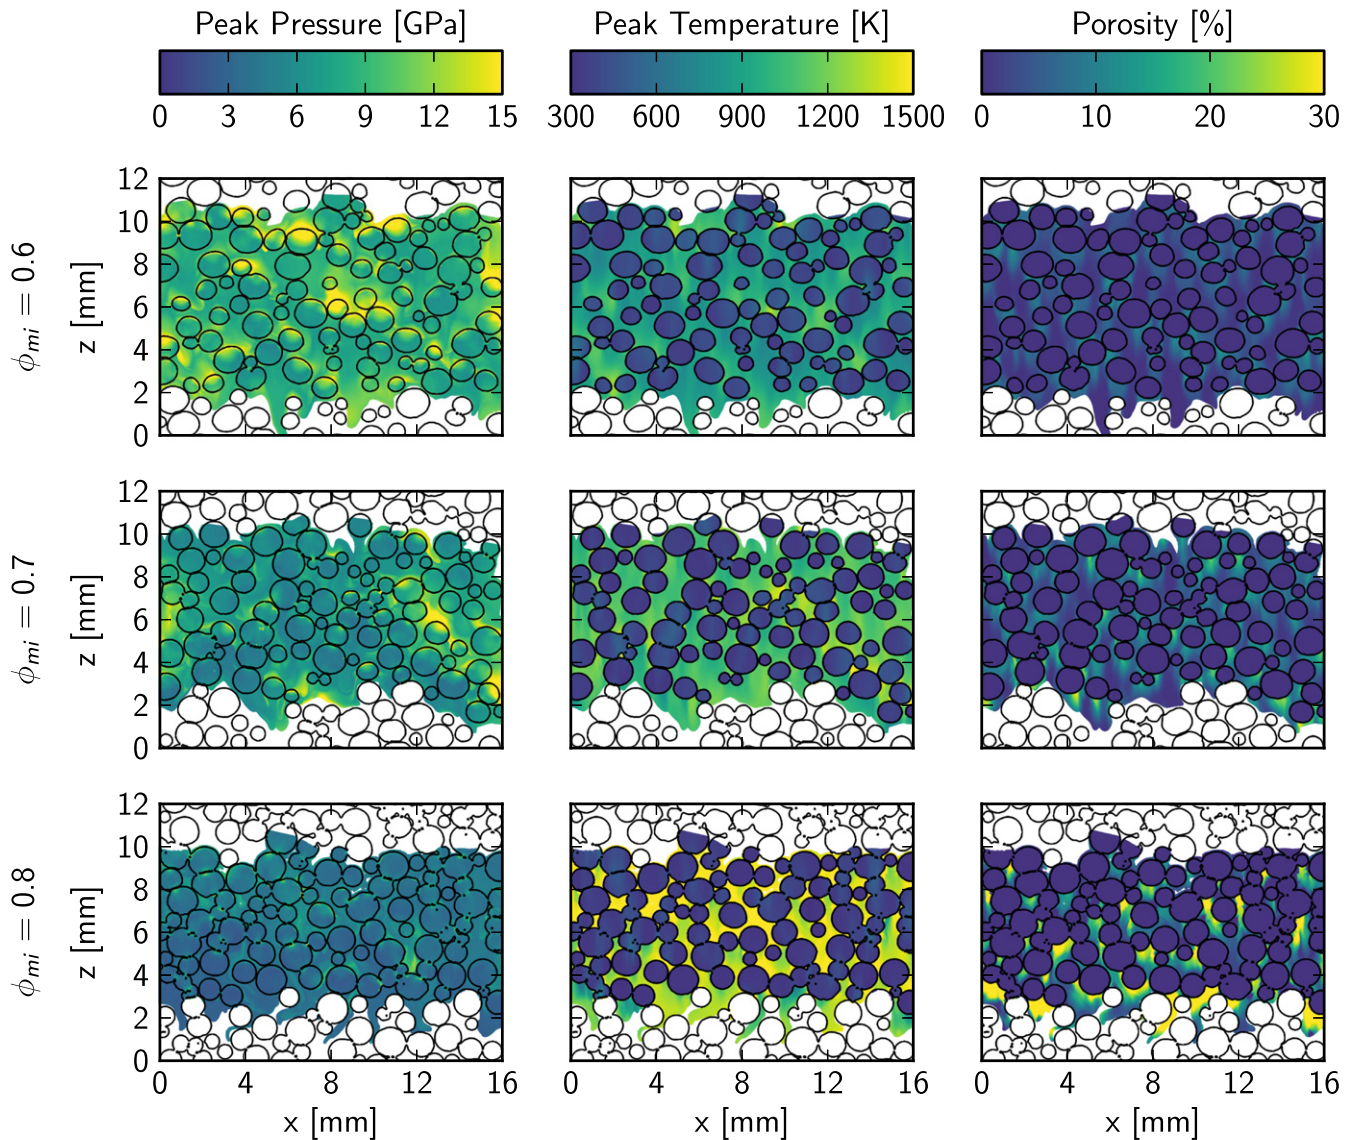 Peak Pressure [GPa] Peak Temperature [K] Porosity [%]
0 3 6 9 12 15 300 600 900 1200 1500 0 10 20 30
ϕmi = 0.6
z [mm]
12
10
8
6
4
2
0
ϕmi = 0.7
z [mm]
12
10
8
6
4
2
0
ϕmi = 0.8
z [mm]
12
10
8
6
4
2
0
0 4 8 12 16 0 4 8 12 16 0 4 8 12 16
x [mm] x [mm] x [mm]